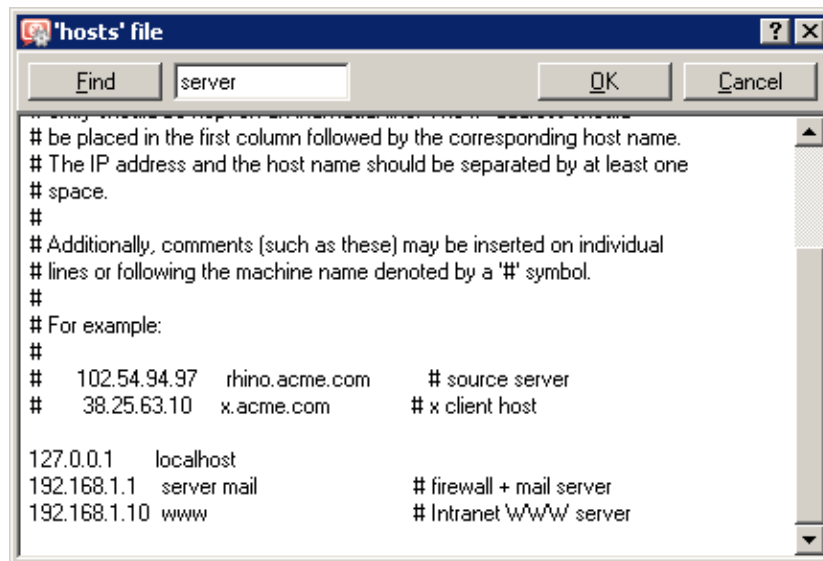 'hosts' file
Find server OK Cancel
# be placed in the first column followed by the corresponding host name.
# The IP address and the host name should be separated by at least one
# space.
#
# Additionally, comments (such as these) may be inserted on individual
# lines or following the machine name denoted by a '#' symbol.
#
# For example:
#
# 102.54.94.97 rhino.acme.com # source server
# 38.25.63.10 x.acme.com # x client host
127.0.0.1 localhost
192.168.1.1 server mail # firewall + mail server
192.168.1.10 www # Intranet WWW server